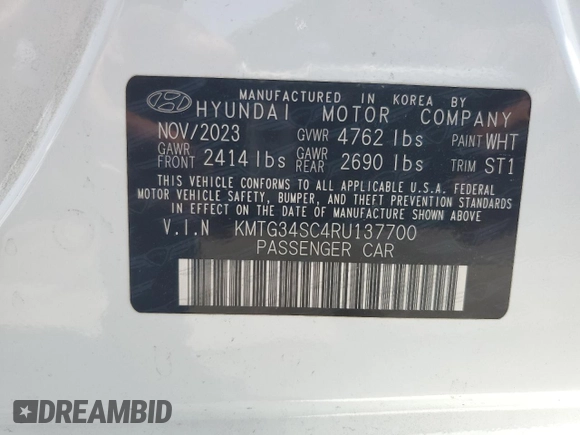 MANUFACTURED IN KOREA BY
HYUNDAI MOTOR COMPANY
NOV/2023 GVWR 4762 lbs PAINT WHT
GAWR FRONT 2414 lbs GAWR REAR 2690 lbs TRIM ST1
THIS VEHICLE CONFORMS TO ALL APPLICABLE U.S.A. FEDERAL
MOTOR VEHICLE SAFETY, BUMPER, AND THEFT PREVENTION
STANDARDS IN EFFECT ON THE DATE OF MANUFACTURE SHOWN ABOVE.
V.I.N KMTG34SC4RU137700
PASSENGER CAR
DREAMBID